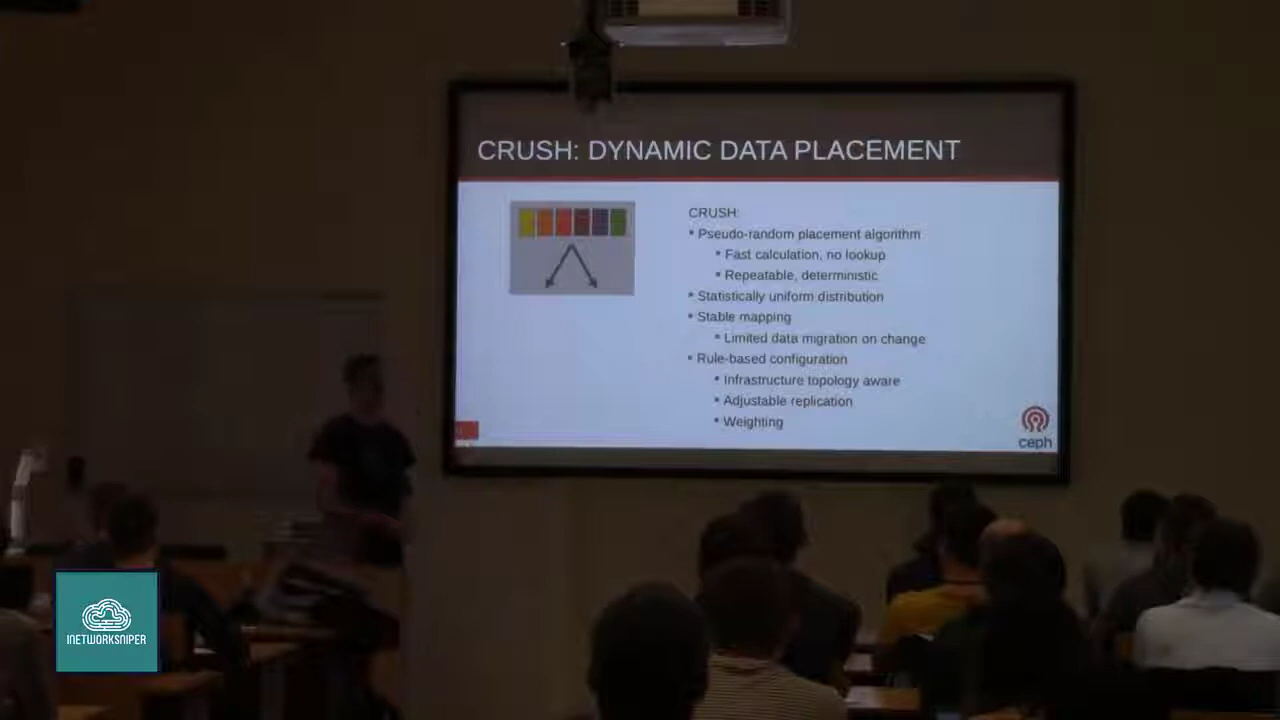 CRUSH: DYNAMIC DATA PLACEMENT
CRUSH:
Pseudo-random placement algorithm
Fast calculation, no lookup
Repeatable, deterministic
Statistically uniform distribution
Stable mapping
Limited data migration on change
Rule-based configuration
Infrastructure topology aware
Adjustable replication
Weighting
ceph
INETWORKSNIPER